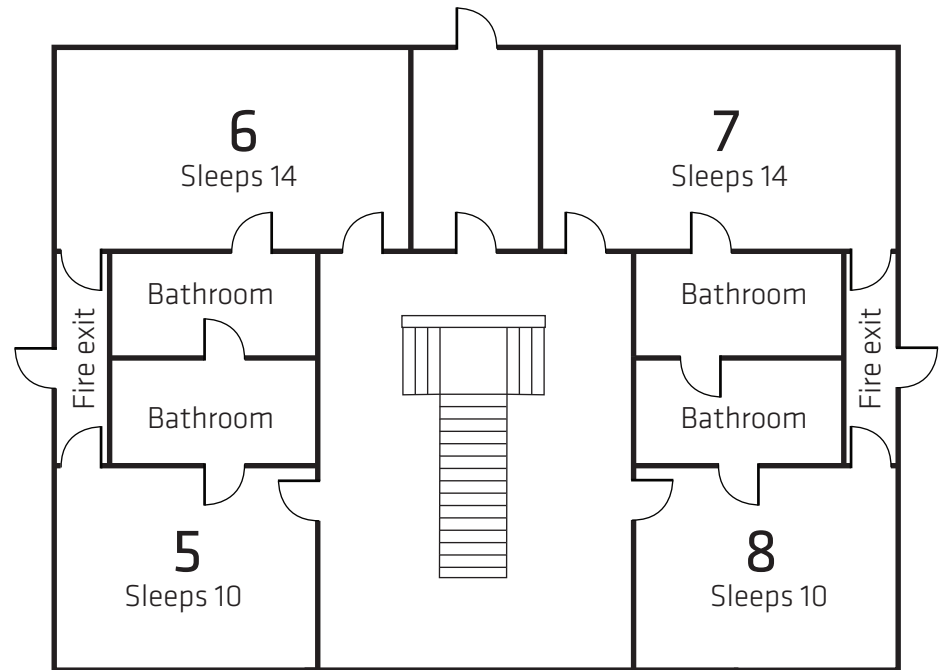 6
Sleeps 14
7
Sleeps 14
Bathroom
Bathroom
Fire exit
Fire exit
Bathroom
Bathroom
5
Sleeps 10
8
Sleeps 10